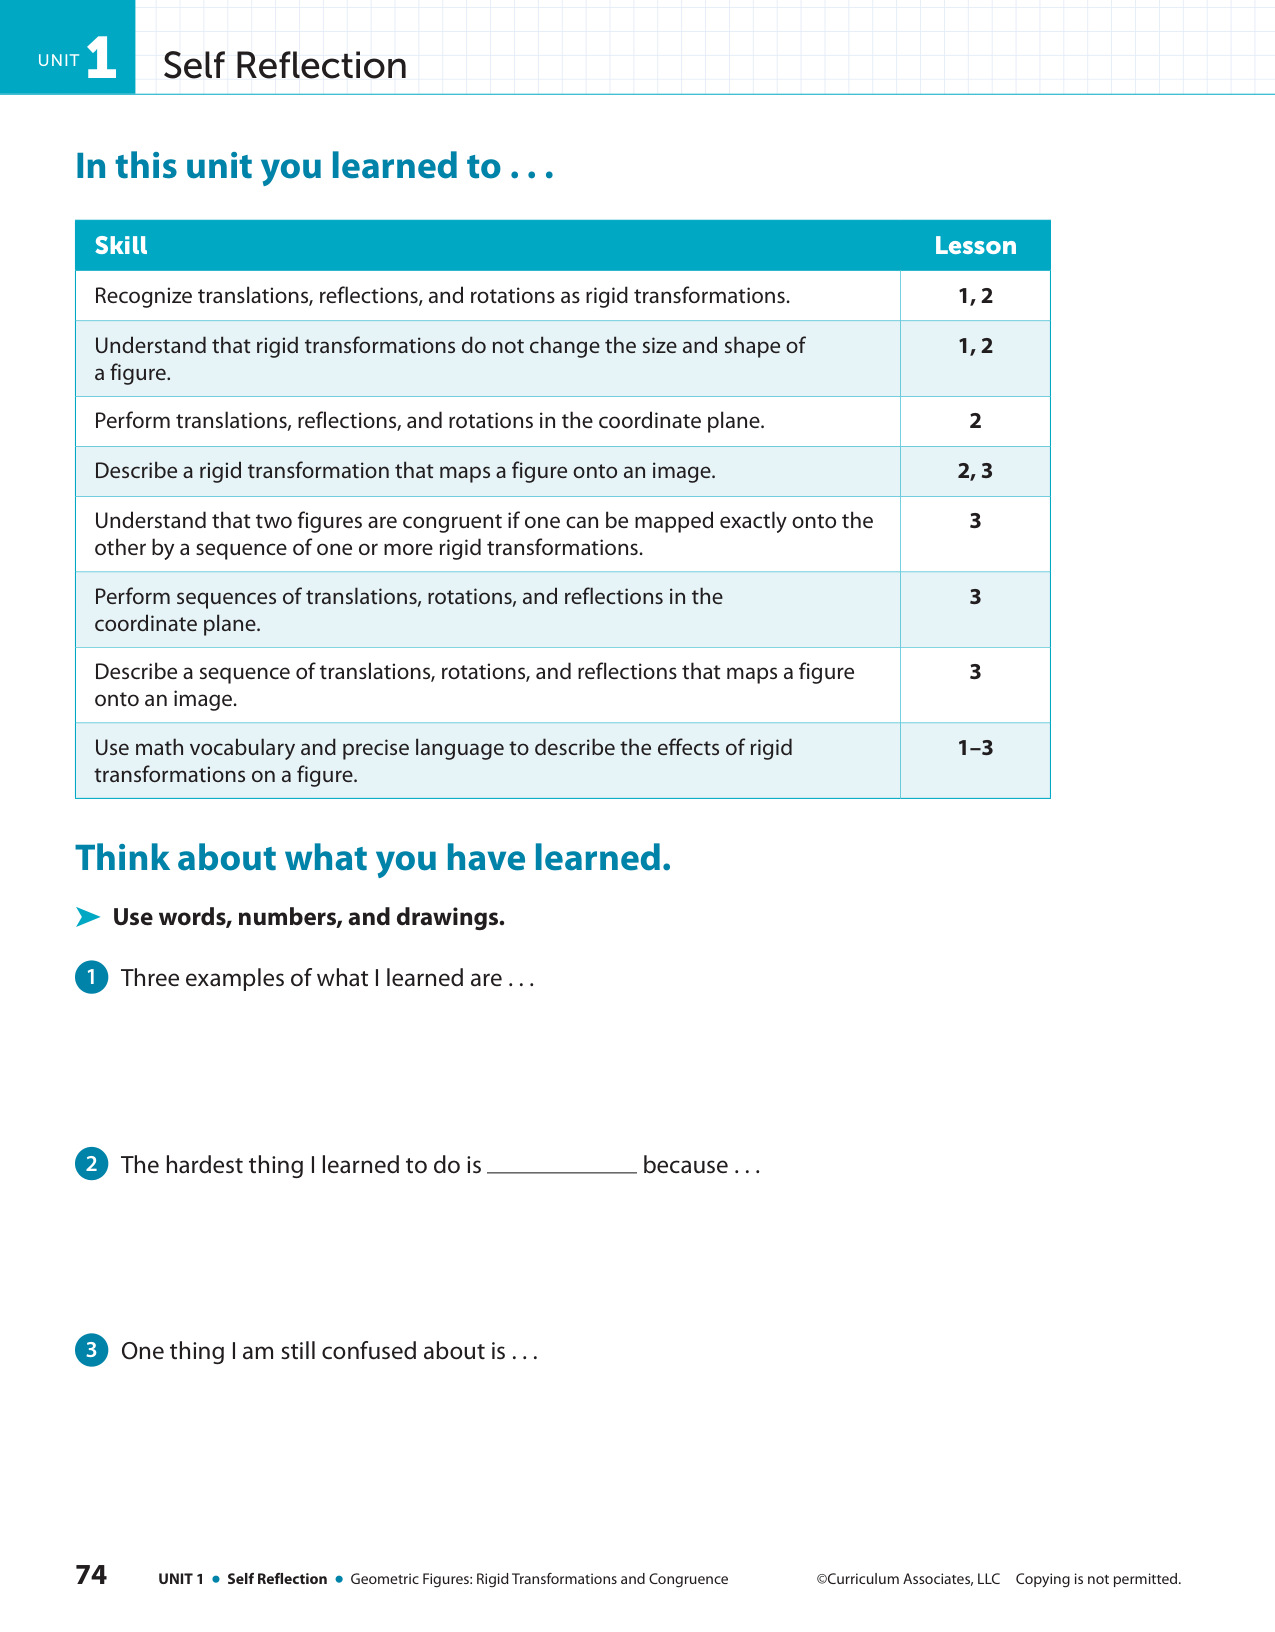 UNIT 1 Self Reflection
In this unit you learned to . . .
Skill Lesson
Recognize translations, reflections, and rotations as rigid transformations. 1, 2
Understand that rigid transformations do not change the size and shape of 1, 2
a figure.
Perform translations, reflections, and rotations in the coordinate plane. 2
Describe a rigid transformation that maps a figure onto an image. 2, 3
Understand that two figures are congruent if one can be mapped exactly onto the 3
other by a sequence of one or more rigid transformations.
Perform sequences of translations, rotations, and reflections in the 3
coordinate plane.
Describe a sequence of translations, rotations, and reflections that maps a figure 3
onto an image.
Use math vocabulary and precise language to describe the effects of rigid 1–3
transformations on a figure.
Think about what you have learned.
Use words, numbers, and drawings.
1 Three examples of what I learned are . . .
2 The hardest thing I learned to do is ____________ because . . .
3 One thing I am still confused about is . . .
74 UNIT 1 • Self Reflection • Geometric Figures: Rigid Transformations and Congruence ©Curriculum Associates, LLC Copying is not permitted.